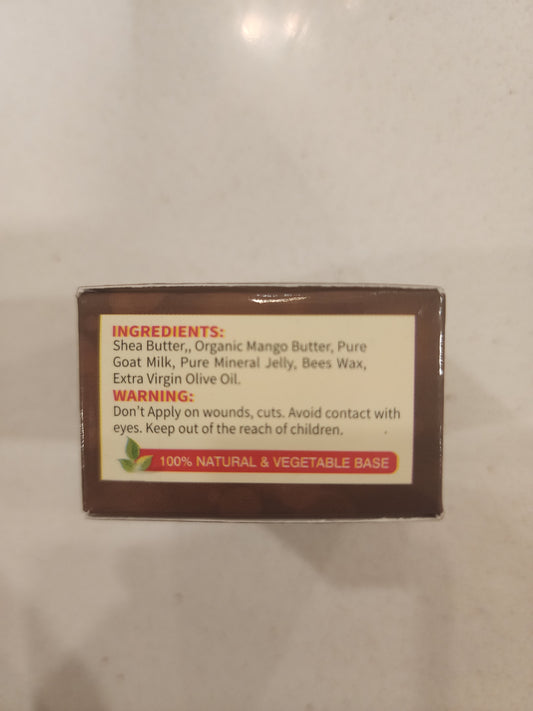 INGREDIENTS:
Shea Butter,, Organic Mango Butter, Pure
Goat Milk, Pure Mineral Jelly, Bees Wax,
Extra Virgin Olive Oil.
WARNING:
Don't Apply on wounds, cuts. Avoid contact with
eyes. Keep out of the reach of children.
100% NATURAL & VEGETABLE BASE